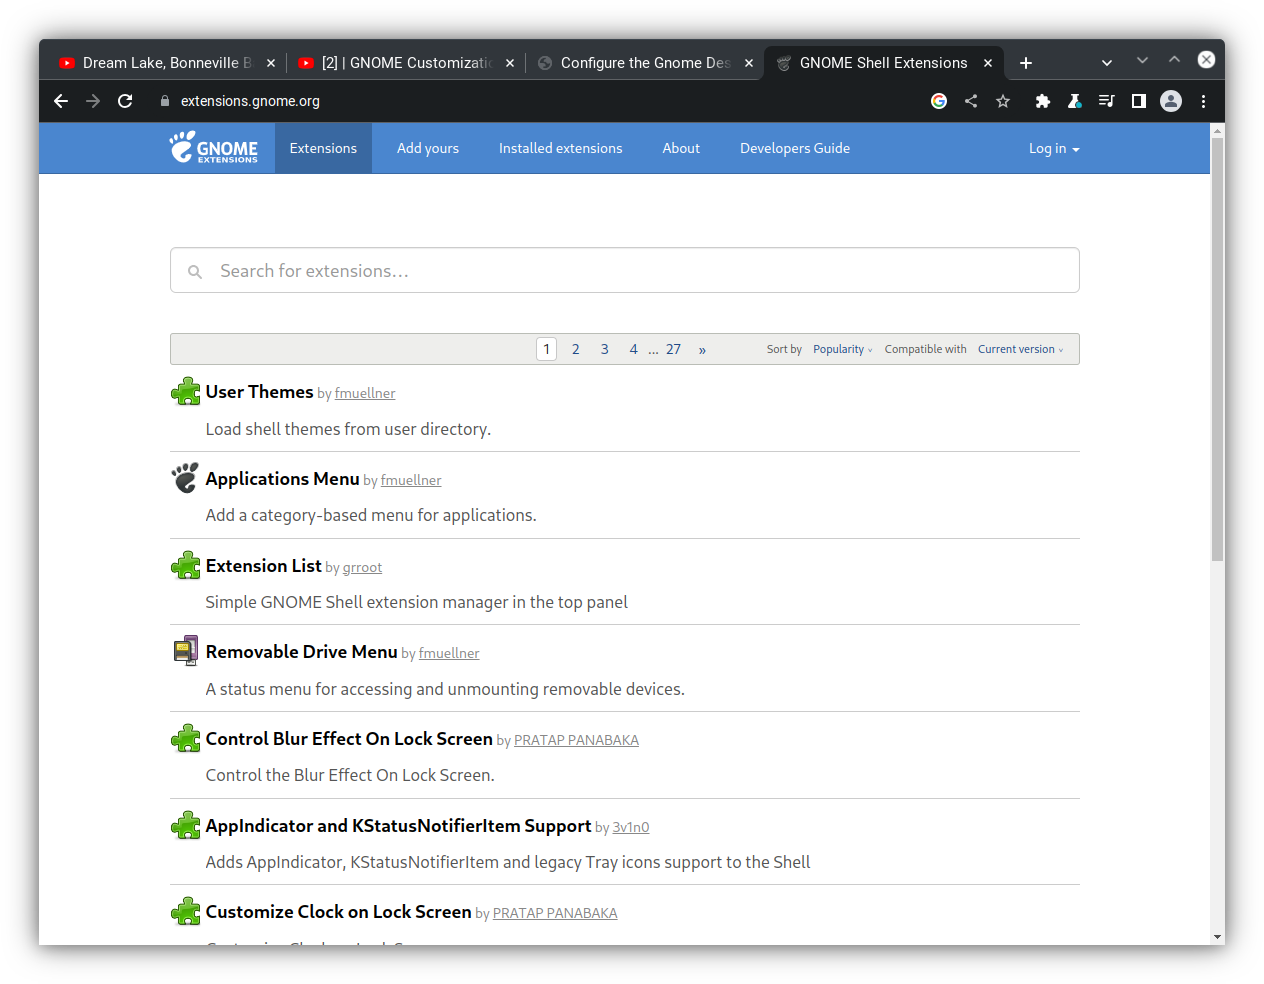 Dream Lake, Bonneville B
[2] | GNOME Customizati
Configure the Gnome Des
GNOME Shell Extensions
extensions.gnome.org
GNOME EXTENSIONS
Extensions
Add yours
Installed extensions
About
Developers Guide
Log in
Search for extensions…
1 2 3 4 ... 27 »
Sort by Popularity
Compatible with Current version
User Themes by fmuellner
Load shell themes from user directory.
Applications Menu by fmuellner
Add a category-based menu for applications.
Extension List by grroot
Simple GNOME Shell extension manager in the top panel
Removable Drive Menu by fmuellner
A status menu for accessing and unmounting removable devices.
Control Blur Effect On Lock Screen by PRATAP PANABAKA
Control the Blur Effect On Lock Screen.
AppIndicator and KStatusNotifierItem Support by 3v1n0
Adds AppIndicator, KStatusNotifierItem and legacy Tray icons support to the Shell
Customize Clock on Lock Screen by PRATAP PANABAKA